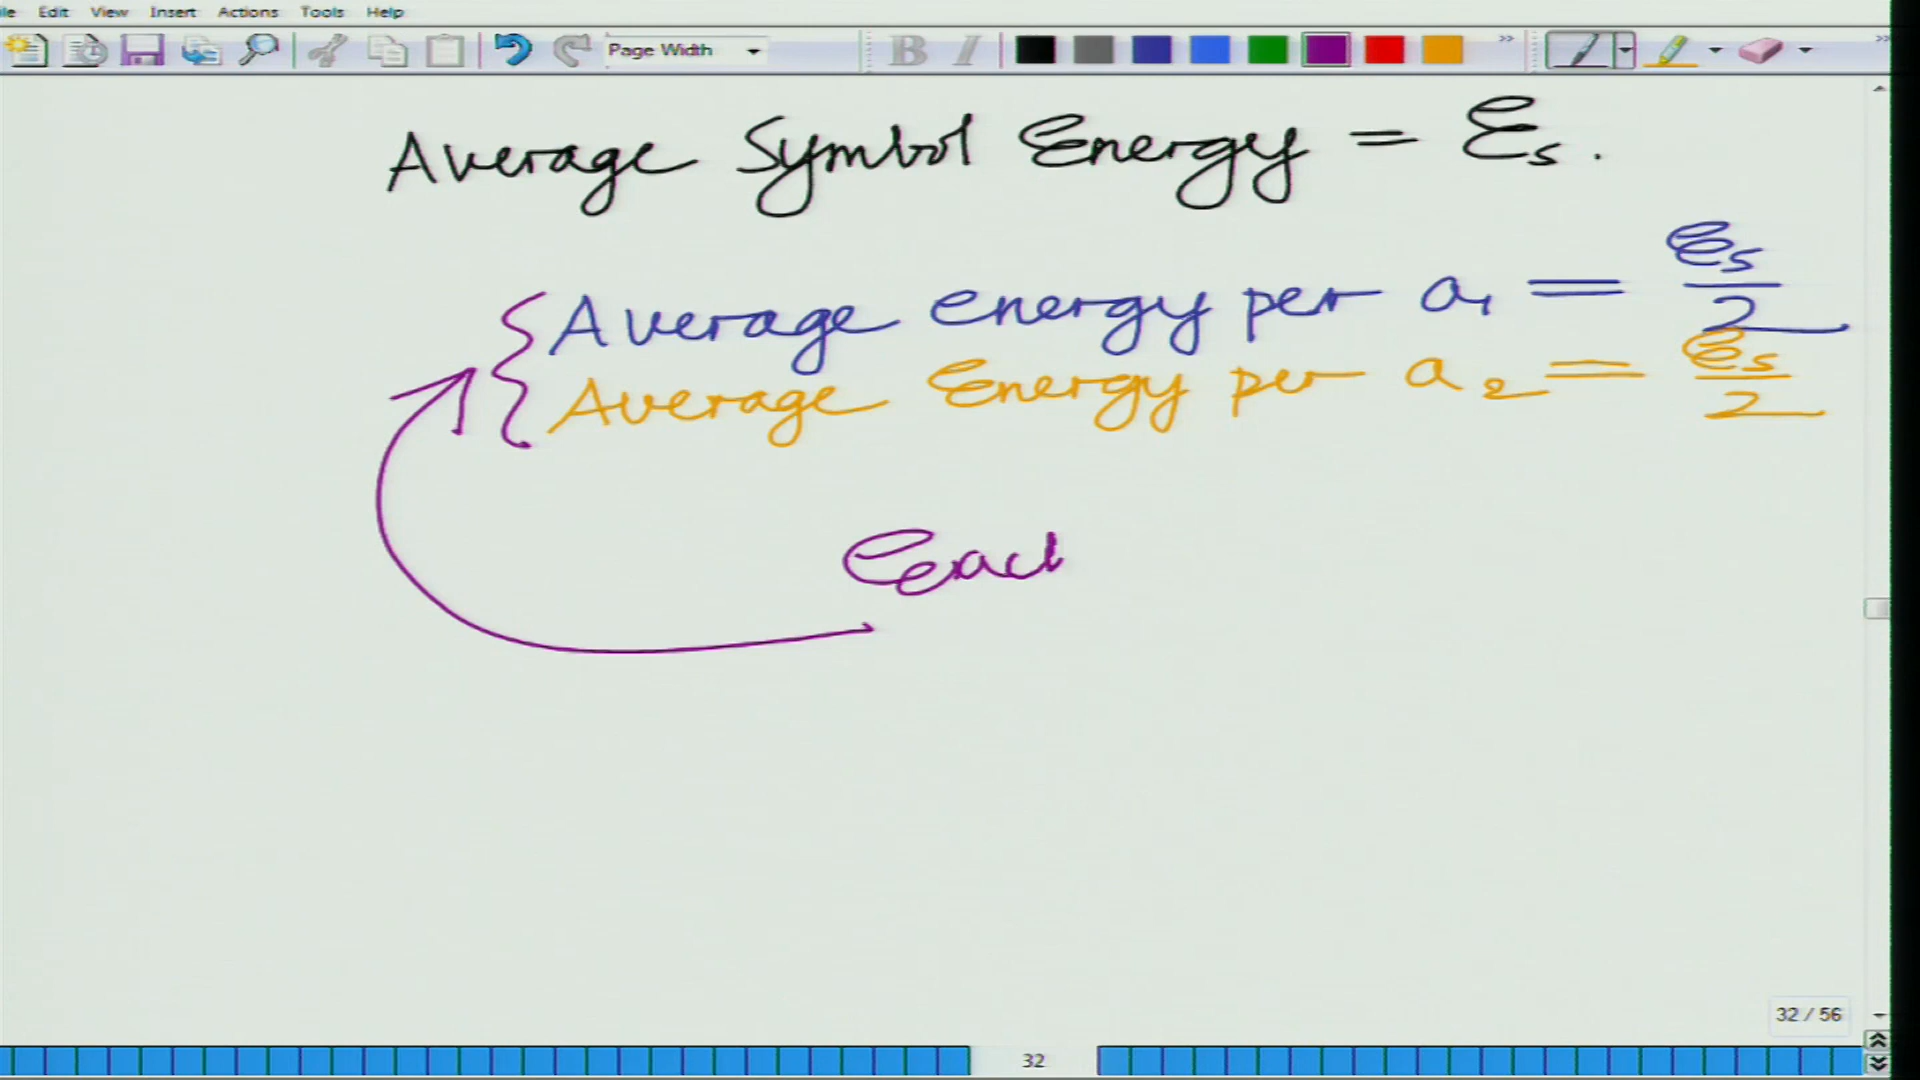 File Edit View Insert Actions Tools Help
Page Width B I
Average Symbol Energy = Es.
Average energy per a1 = Es/2
Average Energy per a2 = Es/2
Each
32 / 56
32